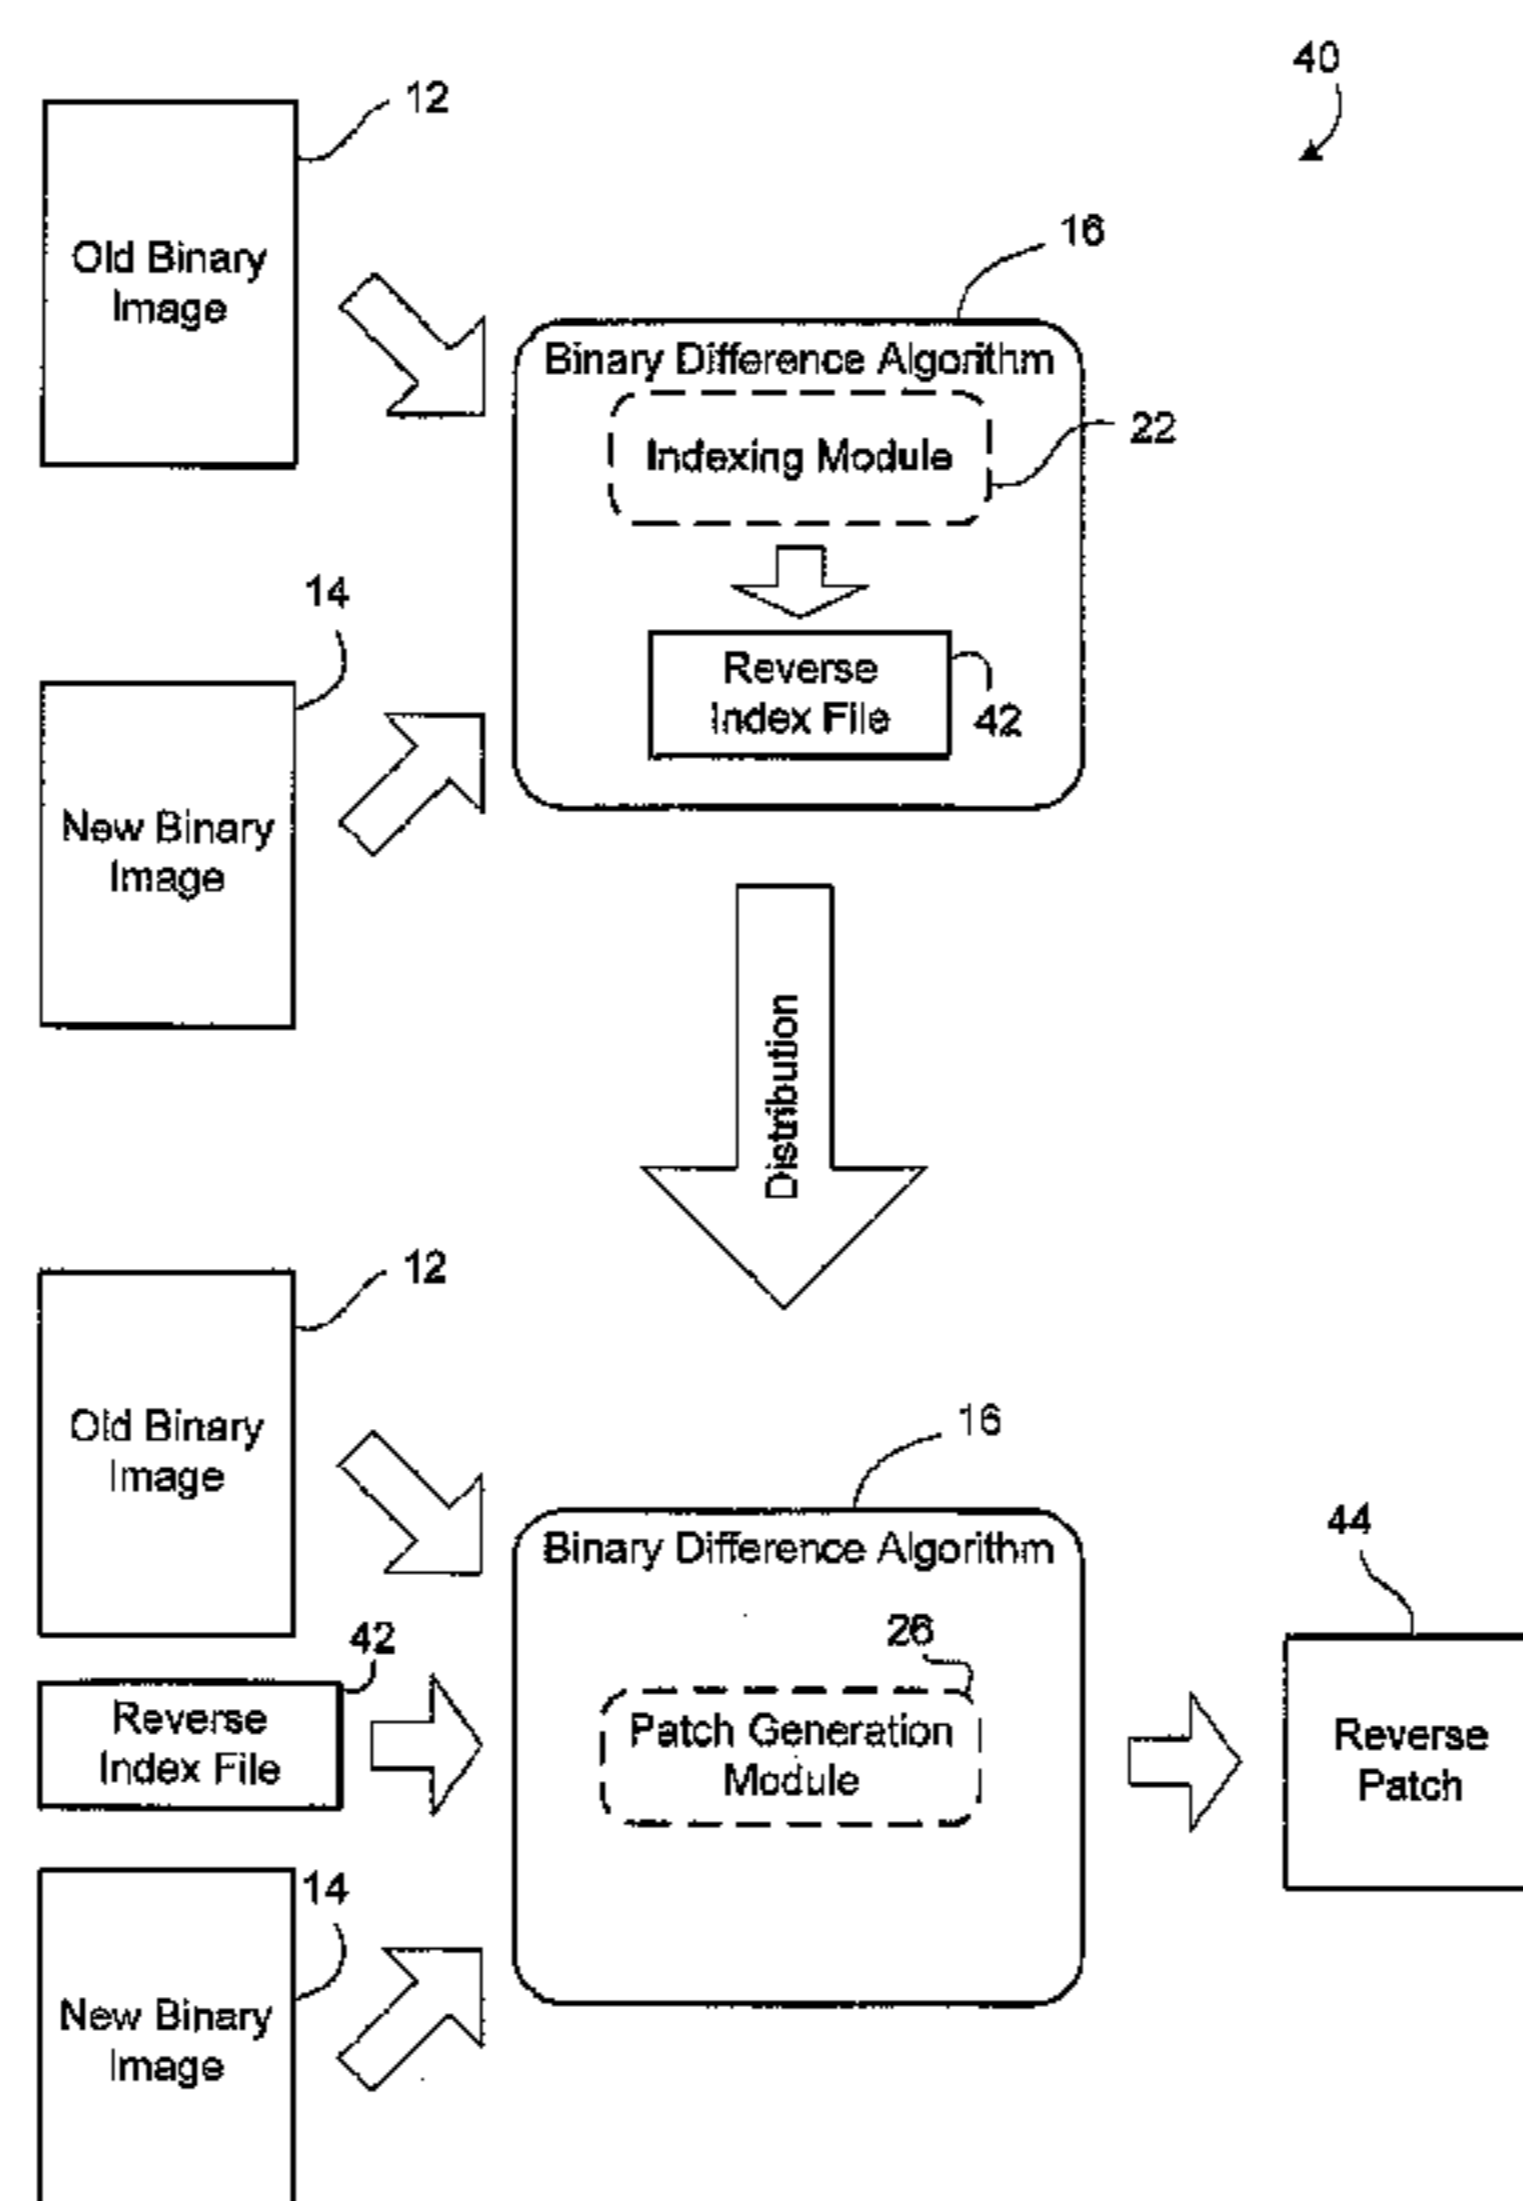 40
12
Old Binary
Image
16
Binary Difference Algorithm
Indexing Module
22
14
Reverse
Index File
42
New Binary
Image
Distribution
12
Old Binary
Image
16
Binary Difference Algorithm
44
42
26
Reverse
Index File
Patch Generation
Module
Reverse
Patch
14
New Binary
Image